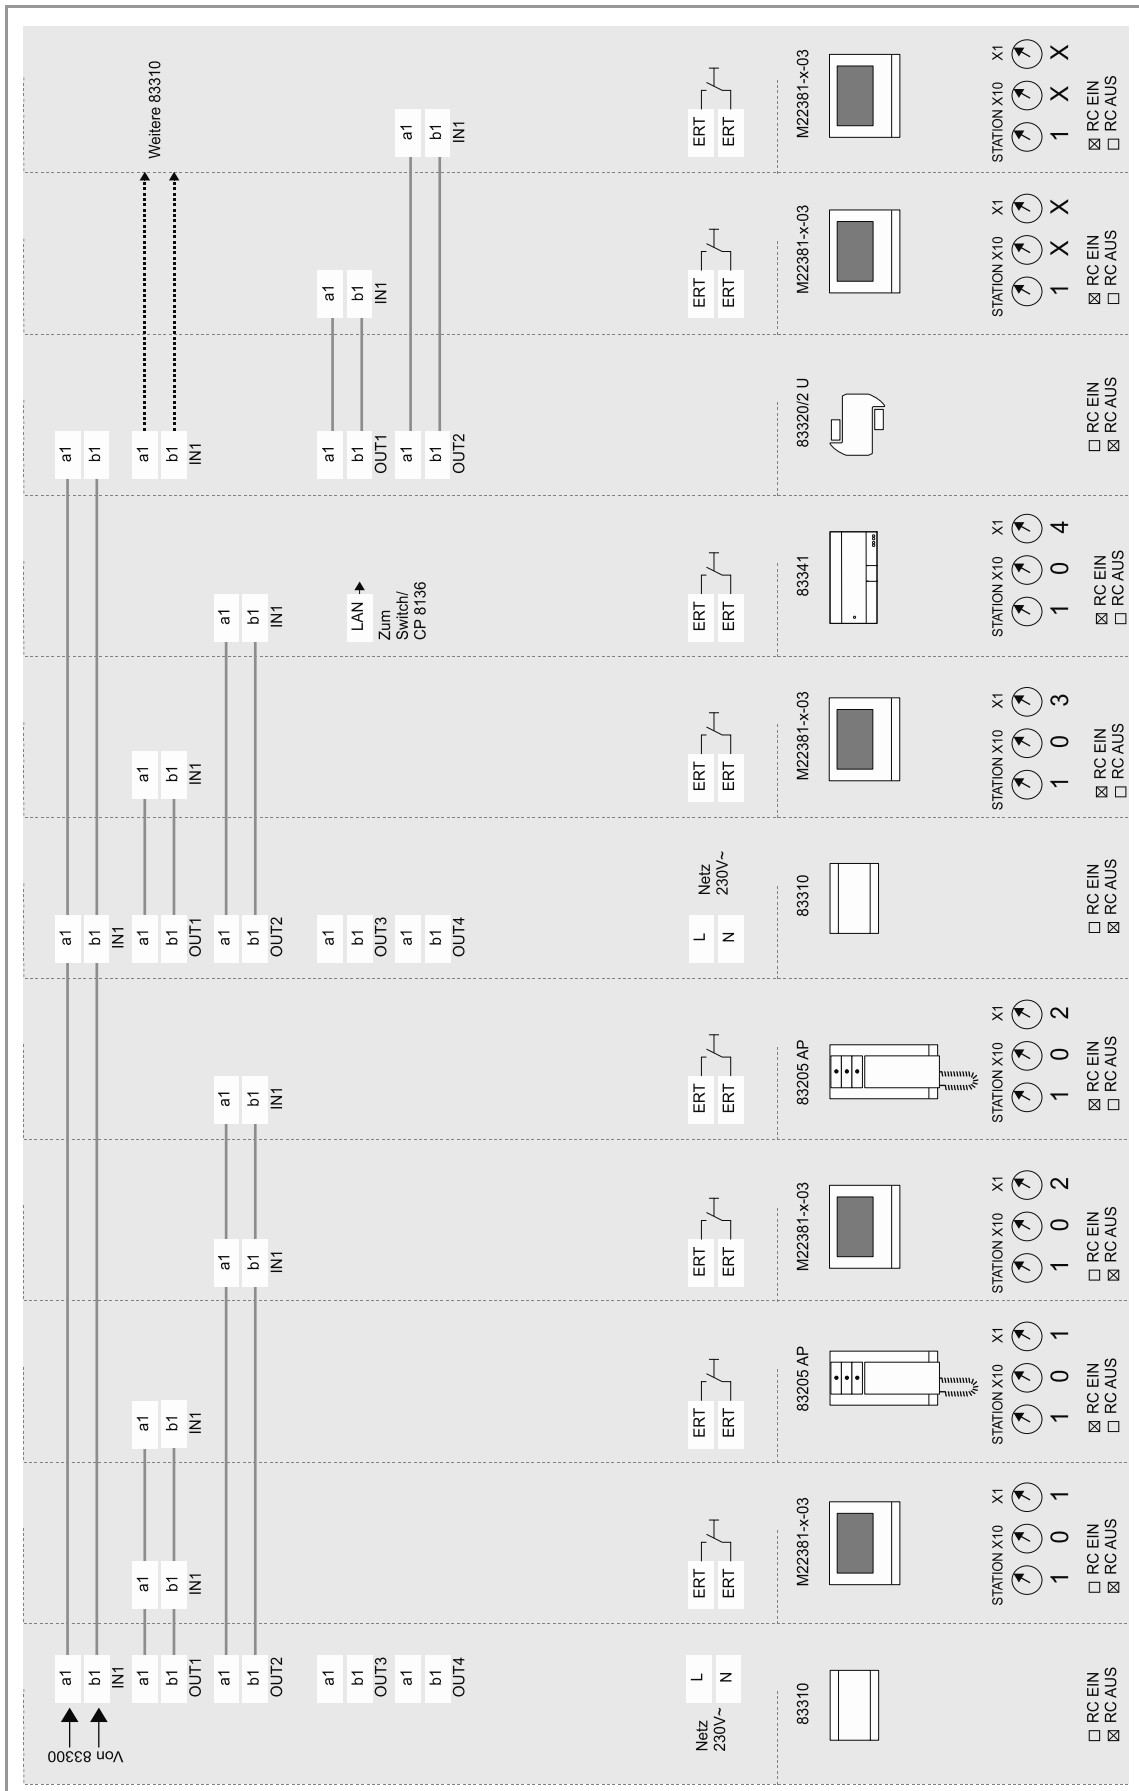 Von 83300
a1
b1
IN1
a1
b1
OUT1
a1
b1
OUT2
a1
b1
OUT3
a1
b1
OUT4
Netz
230V~
L
N
83310
☐ RC EIN
☒ RC AUS
a1
b1
IN1
ERT
ERT
M22381-x-03
STATION X10 X1
1 0 1
☐ RC EIN
☒ RC AUS
a1
b1
IN1
ERT
ERT
83205 AP
STATION X10 X1
1 0 1
☒ RC EIN
☐ RC AUS
a1
b1
IN1
ERT
ERT
M22381-x-03
STATION X10 X1
1 0 2
☐ RC EIN
☒ RC AUS
a1
b1
IN1
ERT
ERT
83205 AP
STATION X10 X1
1 0 2
☒ RC EIN
☐ RC AUS
a1
b1
IN1
a1
b1
OUT1
a1
b1
OUT2
a1
b1
OUT3
a1
b1
OUT4
L
N
Netz
230V~
83310
☐ RC EIN
☒ RC AUS
a1
b1
IN1
ERT
ERT
M22381-x-03
STATION X10 X1
1 0 3
☒ RC EIN
☐ RC AUS
a1
b1
IN1
LAN
Zum
Switch/
CP 8136
ERT
ERT
83341
STATION X10 X1
1 0 4
☒ RC EIN
☐ RC AUS
a1
b1
a1
b1
IN1
a1
b1
OUT1
a1
b1
OUT2
83320/2 U
☐ RC EIN
☒ RC AUS
a1
b1
IN1
ERT
ERT
M22381-x-03
STATION X10 X1
1 X X
☒ RC EIN
☐ RC AUS
Weitere 83310
a1
b1
IN1
ERT
ERT
M22381-x-03
STATION X10 X1
1 X X
☒ RC EIN
☐ RC AUS